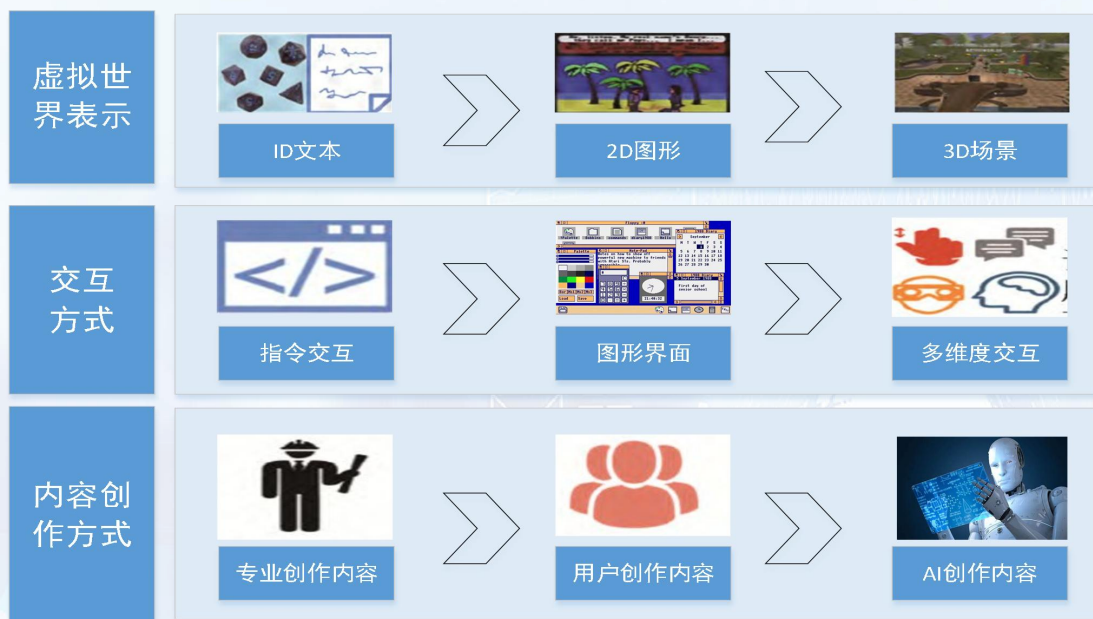 虚拟世
界表示
ID文本
2D图形
3D场景
交互
方式
</>
指令交互
图形界面
多维度交互
内容创
作方式
专业创作内容
用户创作内容
AI创作内容